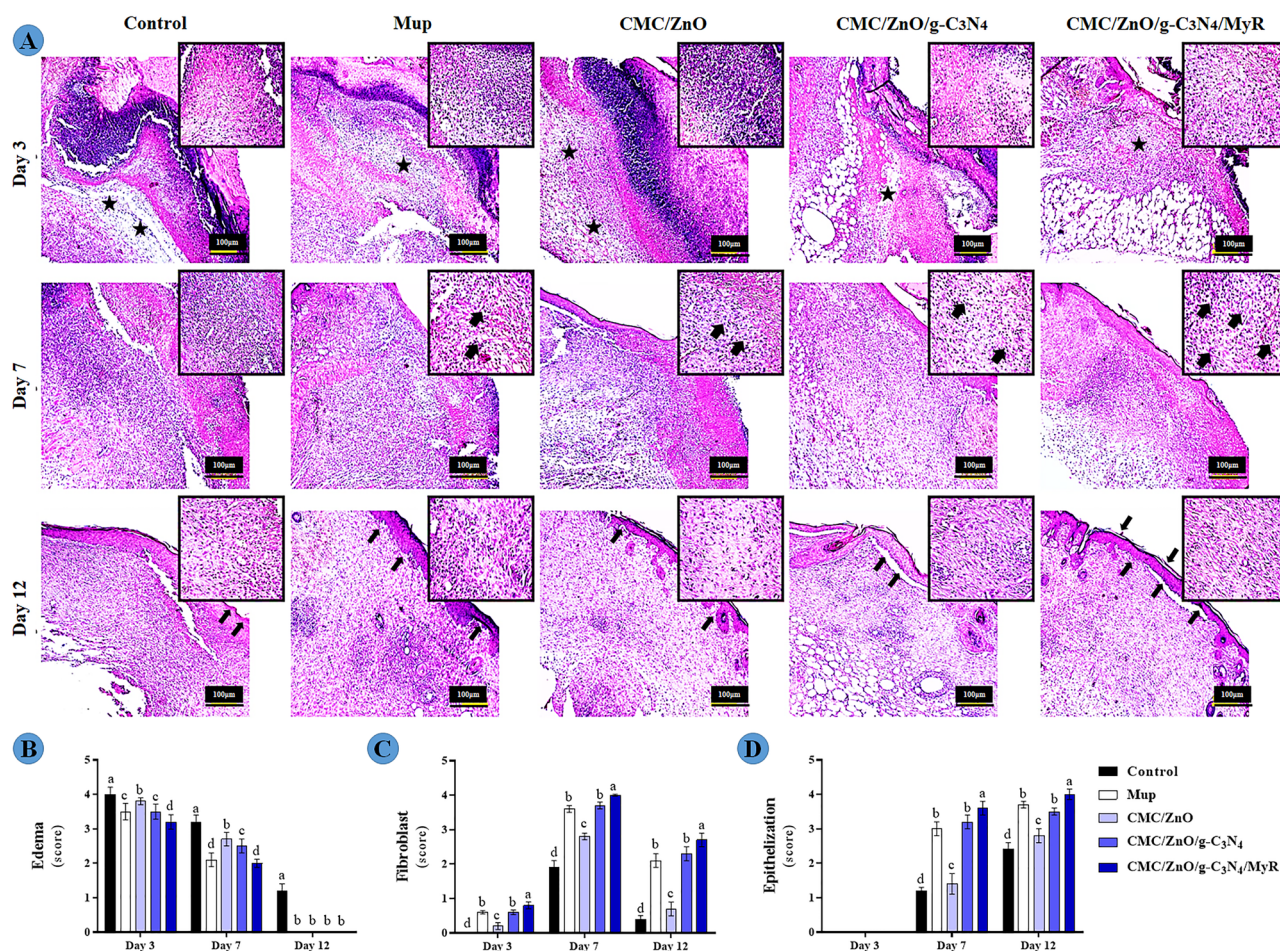 A
Control
Mup
CMC/ZnO
CMC/ZnO/g-C₃N₄
CMC/ZnO/g-C₃N₄/MyR
Day 3
100µm
100µm
100µm
100µm
100µm
Day 7
100µm
100µm
100µm
100µm
100µm
Day 12
100µm
100µm
100µm
100µm
100µm
B
Edema
(score)
5
4
3
2
1
0
a
c
b
c
d
a
d
b
c
d
a
b
b
b
b
Day 3
Day 7
Day 12
C
Fibroblast
(score)
5
4
3
2
1
0
d
b
c
b
a
d
b
c
b
a
d
b
c
b
a
Day 3
Day 7
Day 12
D
Epithelization
(score)
5
4
3
2
1
0
d
b
c
b
a
d
b
c
b
a
Day 3
Day 7
Day 12
Control
Mup
CMC/ZnO
CMC/ZnO/g-C₃N₄
CMC/ZnO/g-C₃N₄/MyR